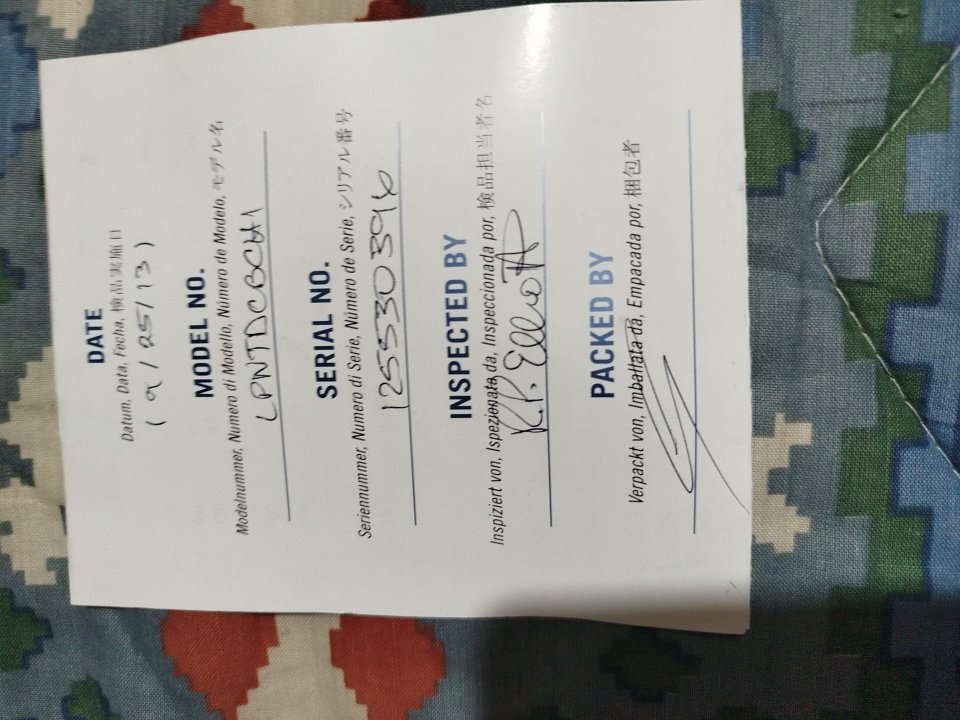 DATE
Datum, Data, Fecha, 検品実施日
(9/25/13)
MODEL NO.
Modelnummer, Numero di Modello, Número de Modelo, モデル名
LPNTDCBCH1
SERIAL NO.
Seriennummer, Numero di Serie, Número de Serie, シリアル番号
125530396
INSPECTED BY
Inspiziert von, Ispezionata da, Inspeccionada por, 検品担当者名
R.P. Elliott
PACKED BY
Verpackt von, Imballata da, Empacada por, 梱包者